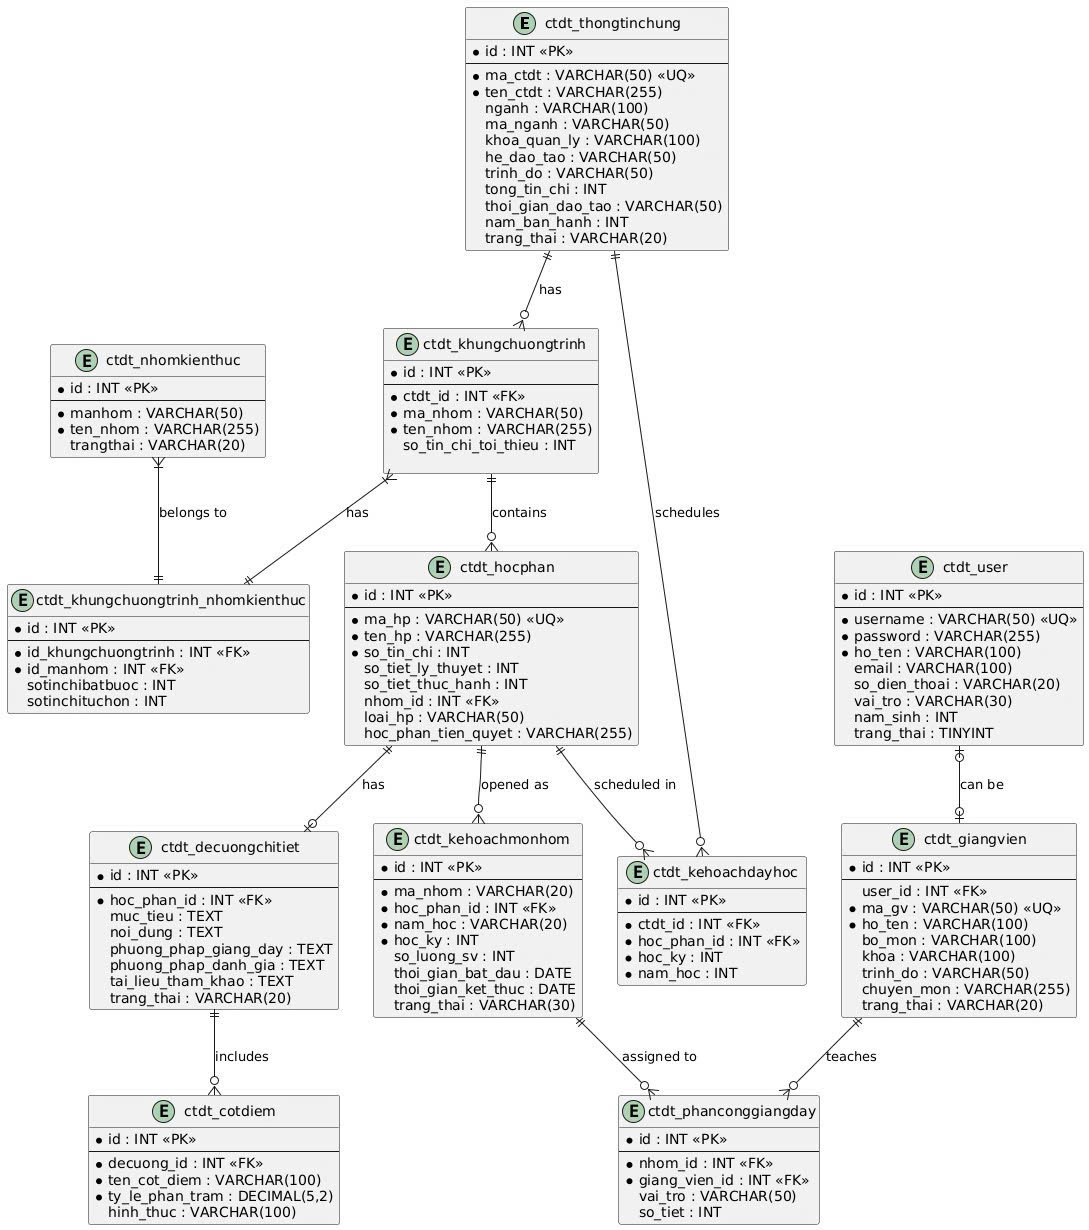 E ctdt_thongtinchung
id : INT «PK»
ma_ctdt : VARCHAR(50) «UQ»
ten_ctdt : VARCHAR(255)
nganh : VARCHAR(100)
ma_nganh : VARCHAR(50)
khoa_quan_ly : VARCHAR(100)
he_dao_tao : VARCHAR(50)
trinh_do : VARCHAR(50)
tong_tin_chi : INT
thoi_gian_dao_tao : VARCHAR(50)
nam_ban_hanh : INT
trang_thai : VARCHAR(20)
has
E ctdt_nhomkienthuc
id : INT «PK»
manhom : VARCHAR(50)
ten_nhom : VARCHAR(255)
trangthai : VARCHAR(20)
E ctdt_khungchuongtrinh
id : INT «PK»
ctdt_id : INT «FK»
ma_nhom : VARCHAR(50)
ten_nhom : VARCHAR(255)
so_tin_chi_toi_thieu : INT
belongs to
has
contains
schedules
E ctdt_khungchuongtrinh_nhomkienthuc
id : INT «PK»
id_khungchuongtrinh : INT «FK»
id_manhom : INT «FK»
sotinchibatbuoc : INT
sotinchituchon : INT
E ctdt_hocphan
id : INT «PK»
ma_hp : VARCHAR(50) «UQ»
ten_hp : VARCHAR(255)
so_tin_chi : INT
so_tiet_ly_thuyet : INT
so_tiet_thuc_hanh : INT
nhom_id : INT «FK»
loai_hp : VARCHAR(50)
hoc_phan_tien_quyet : VARCHAR(255)
E ctdt_user
id : INT «PK»
username : VARCHAR(50) «UQ»
password : VARCHAR(255)
ho_ten : VARCHAR(100)
email : VARCHAR(100)
so_dien_thoai : VARCHAR(20)
vai_tro : VARCHAR(30)
nam_sinh : INT
trang_thai : TINYINT
has
opened as
scheduled in
can be
E ctdt_decuongchitiet
id : INT «PK»
hoc_phan_id : INT «FK»
muc_tieu : TEXT
noi_dung : TEXT
phuong_phap_giang_day : TEXT
phuong_phap_danh_gia : TEXT
tai_lieu_tham_khao : TEXT
trang_thai : VARCHAR(20)
E ctdt_kehoachmonhom
id : INT «PK»
ma_nhom : VARCHAR(20)
hoc_phan_id : INT «FK»
nam_hoc : VARCHAR(20)
hoc_ky : INT
so_luong_sv : INT
thoi_gian_bat_dau : DATE
thoi_gian_ket_thuc : DATE
trang_thai : VARCHAR(30)
E ctdt_kehoachdayhoc
id : INT «PK»
ctdt_id : INT «FK»
hoc_phan_id : INT «FK»
hoc_ky : INT
nam_hoc : INT
E ctdt_giangvien
id : INT «PK»
user_id : INT «FK»
ma_gv : VARCHAR(50) «UQ»
ho_ten : VARCHAR(100)
bo_mon : VARCHAR(100)
khoa : VARCHAR(100)
trinh_do : VARCHAR(50)
chuyen_mon : VARCHAR(255)
trang_thai : VARCHAR(20)
includes
assigned to
teaches
E ctdt_cotdiem
id : INT «PK»
decuong_id : INT «FK»
ten_cot_diem : VARCHAR(100)
ty_le_phan_tram : DECIMAL(5,2)
hinh_thuc : VARCHAR(100)
E ctdt_phanconggiangday
id : INT «PK»
nhom_id : INT «FK»
giang_vien_id : INT «FK»
vai_tro : VARCHAR(50)
so_tiet : INT